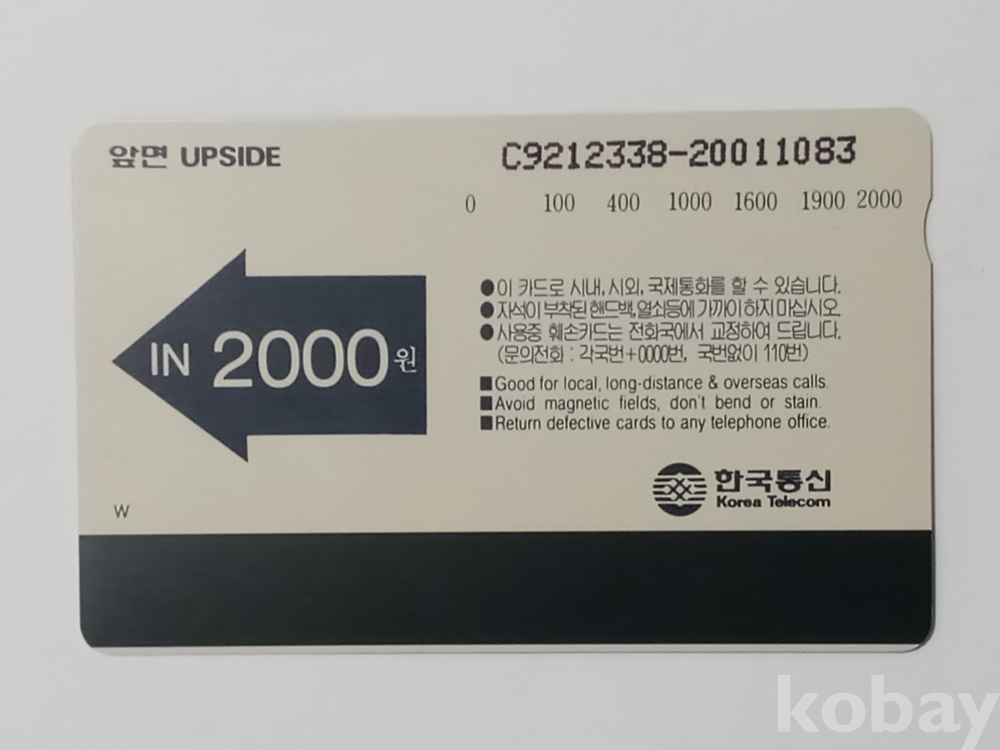 앞면 UPSIDE
C9212338-20011083
0 100 400 1000 1600 1900 2000
IN 2000원
●이 카드로 시내, 시외, 국제통화를 할 수 있습니다.
●자석이 부착된 핸드백, 열쇠등에 가까이 하지 마십시오.
●사용중 훼손카드는 전화국에서 교정하여 드립니다.
(문의전화 : 각국번+0000번, 국번없이 110번)
■Good for local, long-distance & overseas calls.
■Avoid magnetic fields, don't bend or stain.
■Return defective cards to any telephone office.
한국통신
Korea Telecom
W
kobay